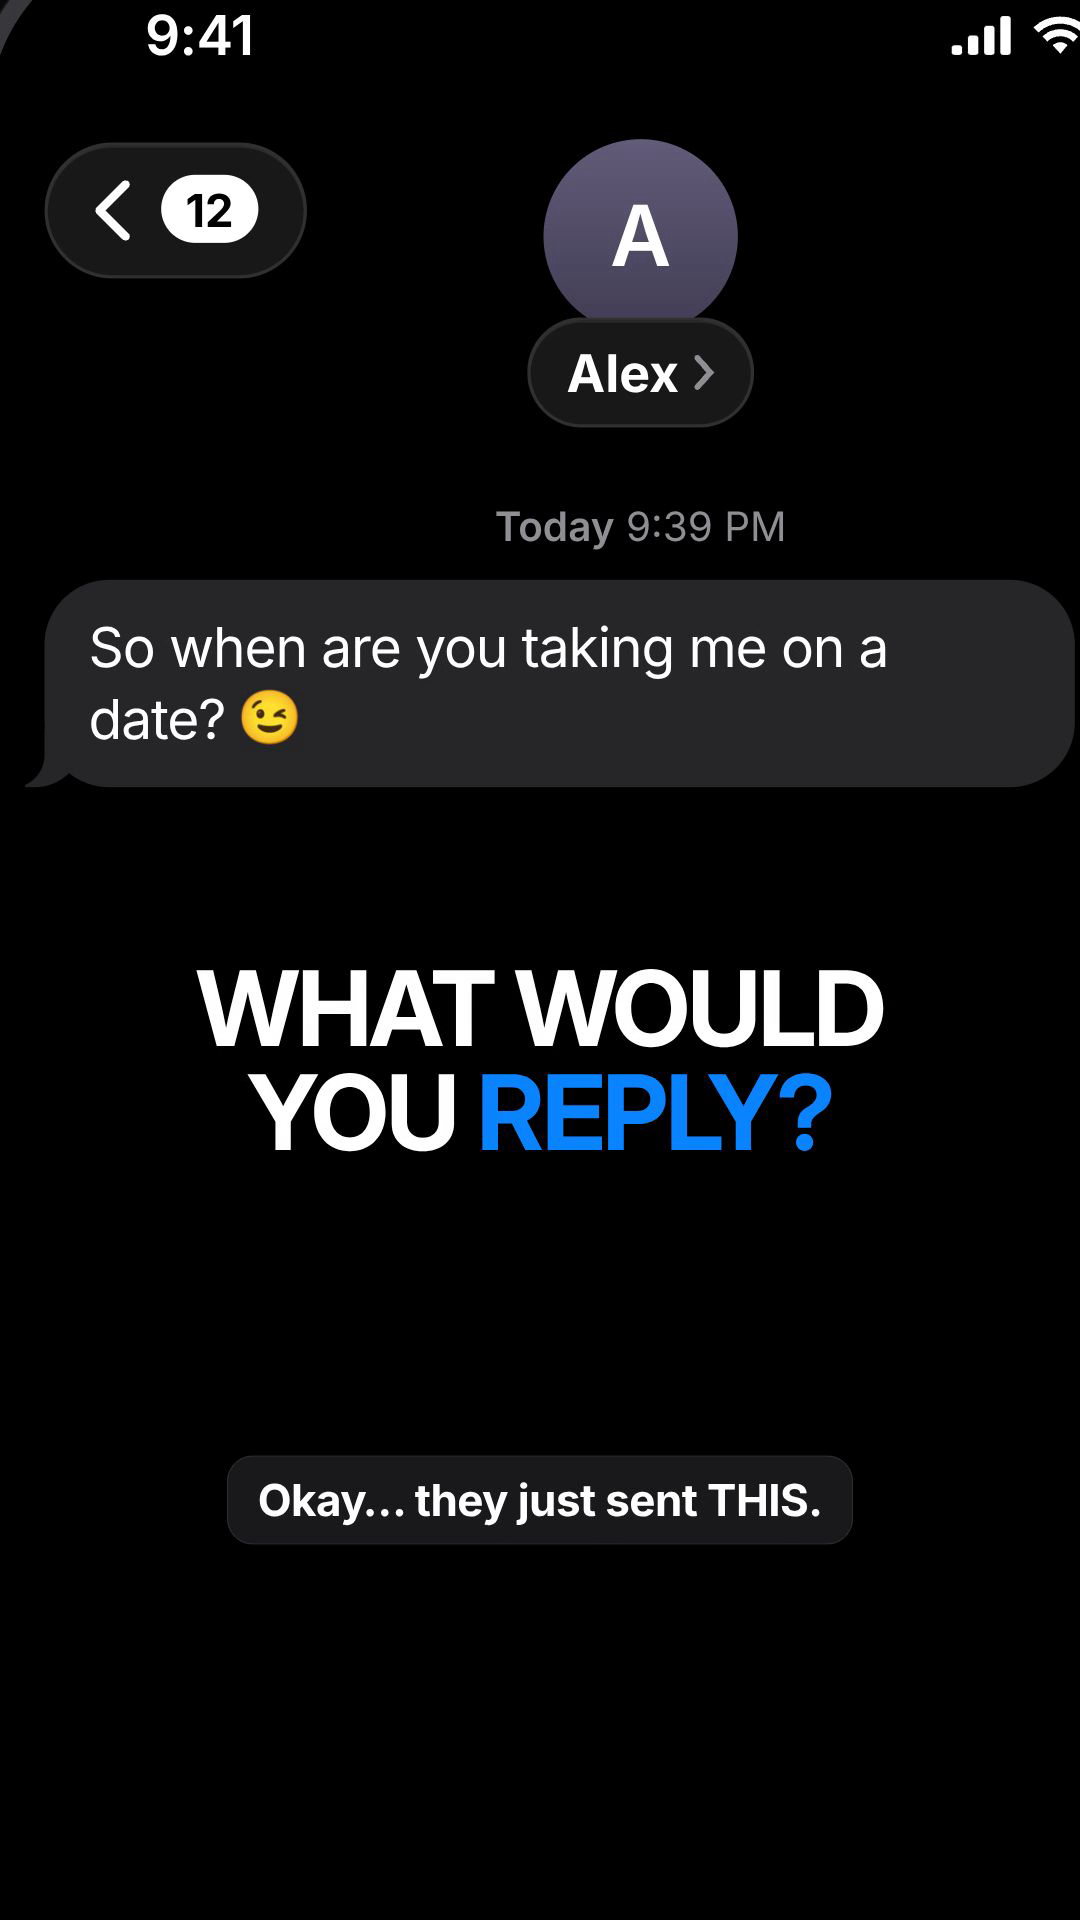 9:41
12
A
Alex
Today 9:39 PM
So when are you taking me on a
date? 😉
WHAT WOULD
YOU REPLY?
Okay... they just sent THIS.